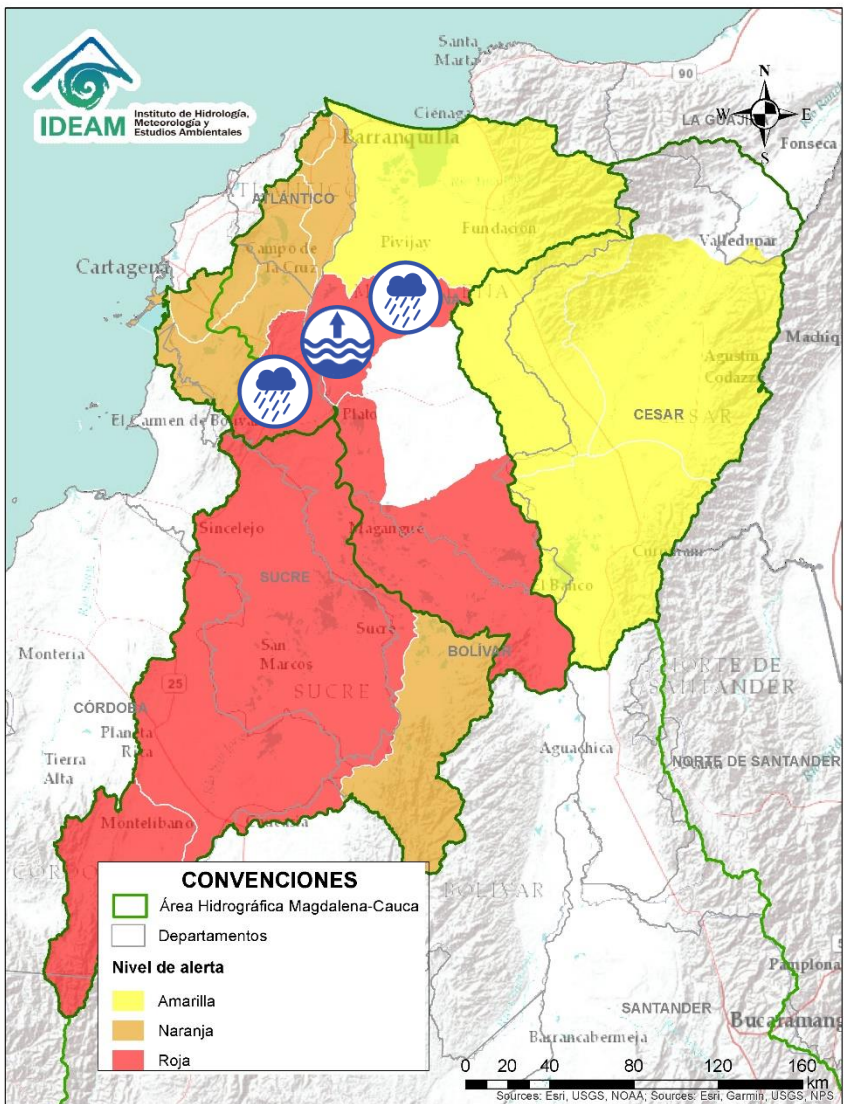 IDEAM
Instituto de Hidrología,
Meteorología y
Estudios Ambientales
Santa
Marta
90
N
W
E
S
LA GUAJIRA
Ciénaga
Barranquilla
Fonseca
ATLÁNTICO
Pivijay
Fundación
Valledupar
Campo de
la Cruz
Cartagena
Agustín
Codazzi
El Carmen de Bolívar
Plato
CESAR
CESAR
Sincelejo
Magangué
SUCRE
El Banco
Sucre
San
Marcos
BOLÍVAR
NORTE DE
SANTANDER
Montería
25
SUCRE
CÓRDOBA
Planeta
Rica
Aguachica
NORTE DE SANTANDER
Tierra
Alta
Montelíbano
BOLÍVAR
CONVENCIONES
Área Hidrográfica Magdalena-Cauca
Departamentos
Nivel de alerta
Amarilla
Naranja
Roja
Pamplona
SANTANDER
Bucaramang
Barrancabermeja
0 20 40 80 120 160
km
Sources: Esri, USGS, NOAA; Sources: Esri, Garmin, USGS, NPS